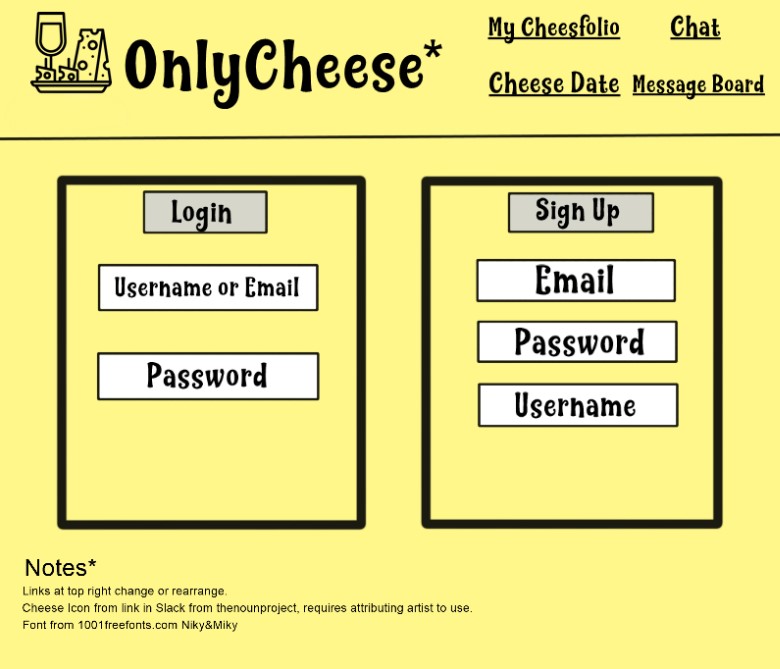 OnlyCheese*
My Cheesfolio Chat
Cheese Date Message Board
Login
Username or Email
Password
Sign Up
Email
Password
Username
Notes*
Links at top right change or rearrange.
Cheese Icon from link in Slack from thenounproject, requires attributing artist to use.
Font from 1001freefonts.com Niky&Miky